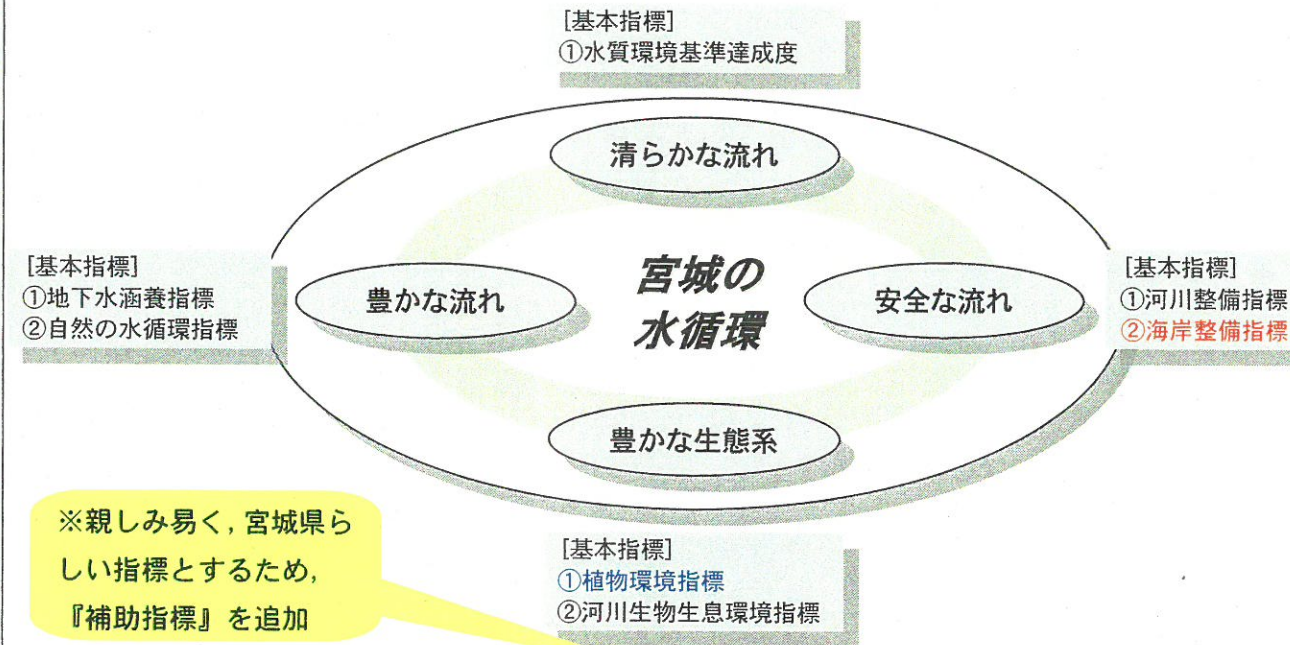 [基本指標]
①水質環境基準達成度
清らかな流れ
[基本指標]
①地下水涵養指標
②自然の水循環指標
豊かな流れ
宮城の
水循環
安全な流れ
[基本指標]
①河川整備指標
②海岸整備指標
豊かな生態系
※親しみ易く,宮城県ら
しい指標とするため,
『補助指標』を追加
[基本指標]
①植物環境指標
②河川生物生息環境指標